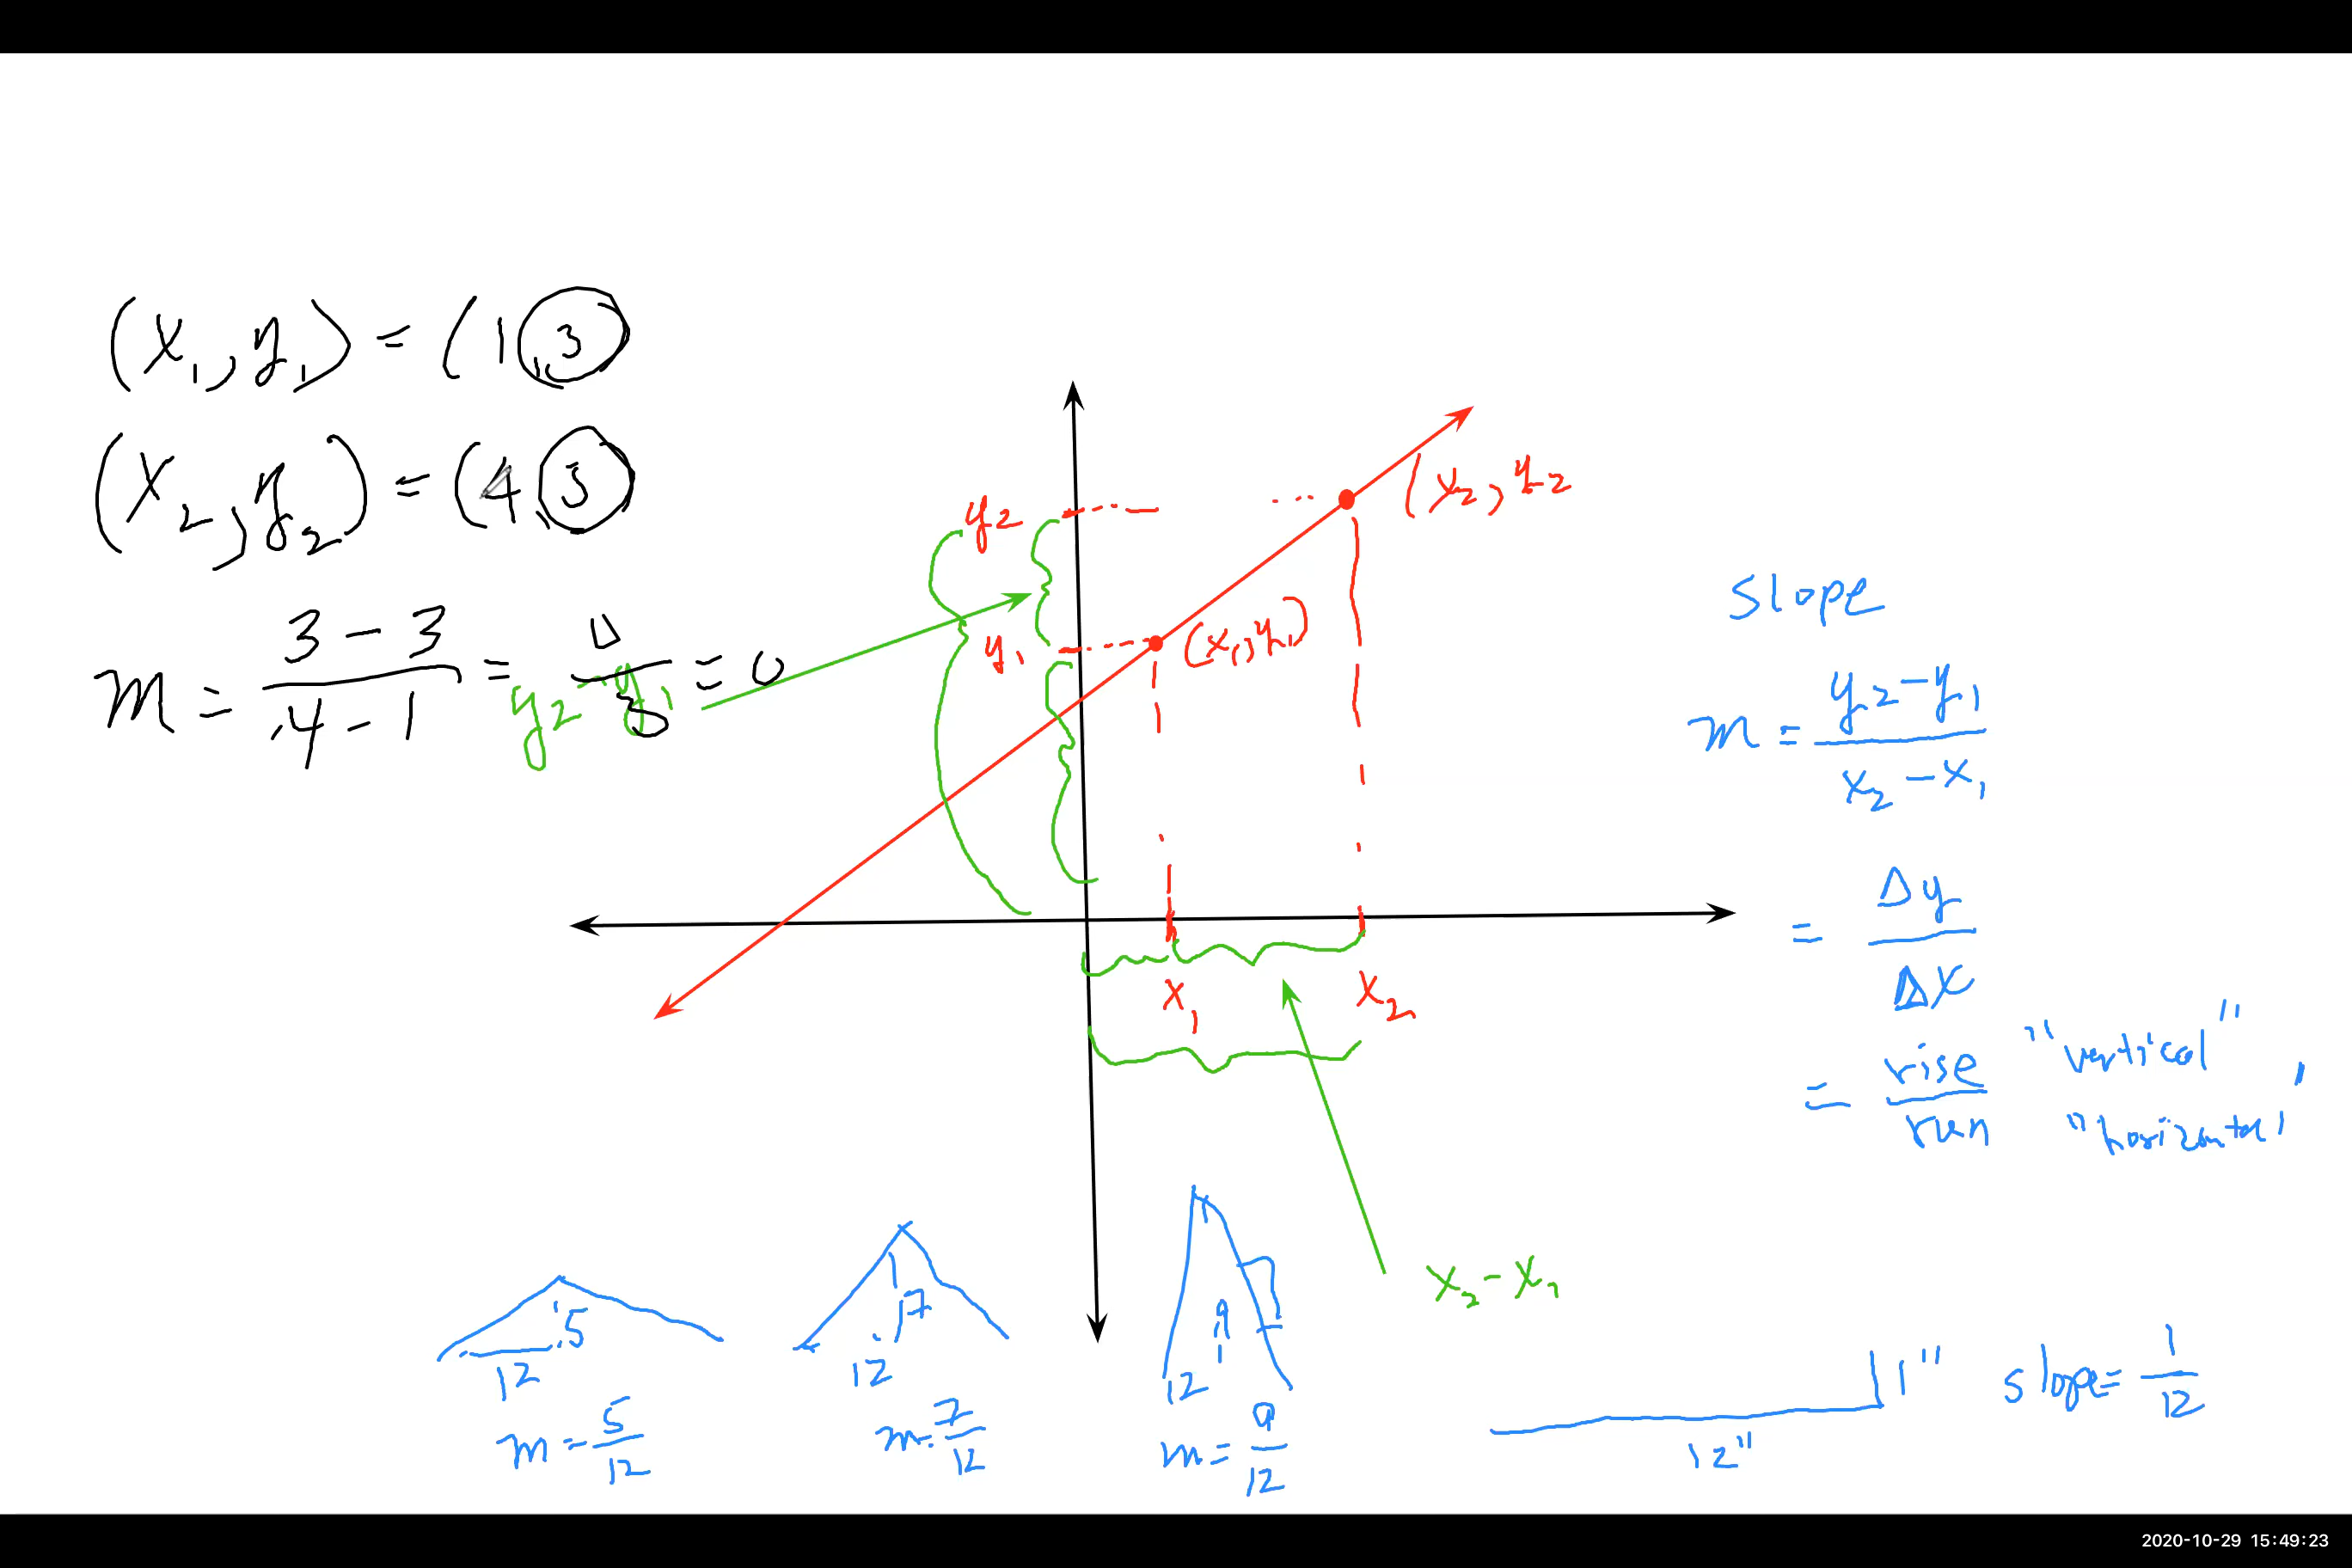 (x₁, y₁) = (1, 3)
(x₂, y₂) = (4, 3)
m = (3 - 3)/(4 - 1) = 0/3 = 0
y₂ - y₁
y₂
y₁
(x₂, y₂
(x₁, y₁)
x₁
x₂
x₂ - x₁
slope
m = (y₂ - y₁)/(x₂ - x₁)
= Δy/Δx
= rise/run "vertical" "horizontal"
5
12
m = 5/12
7
12
m = 7/12
9
12
m = 9/12
1"
12"
slope = 1/12
2020-10-29 15:49:23